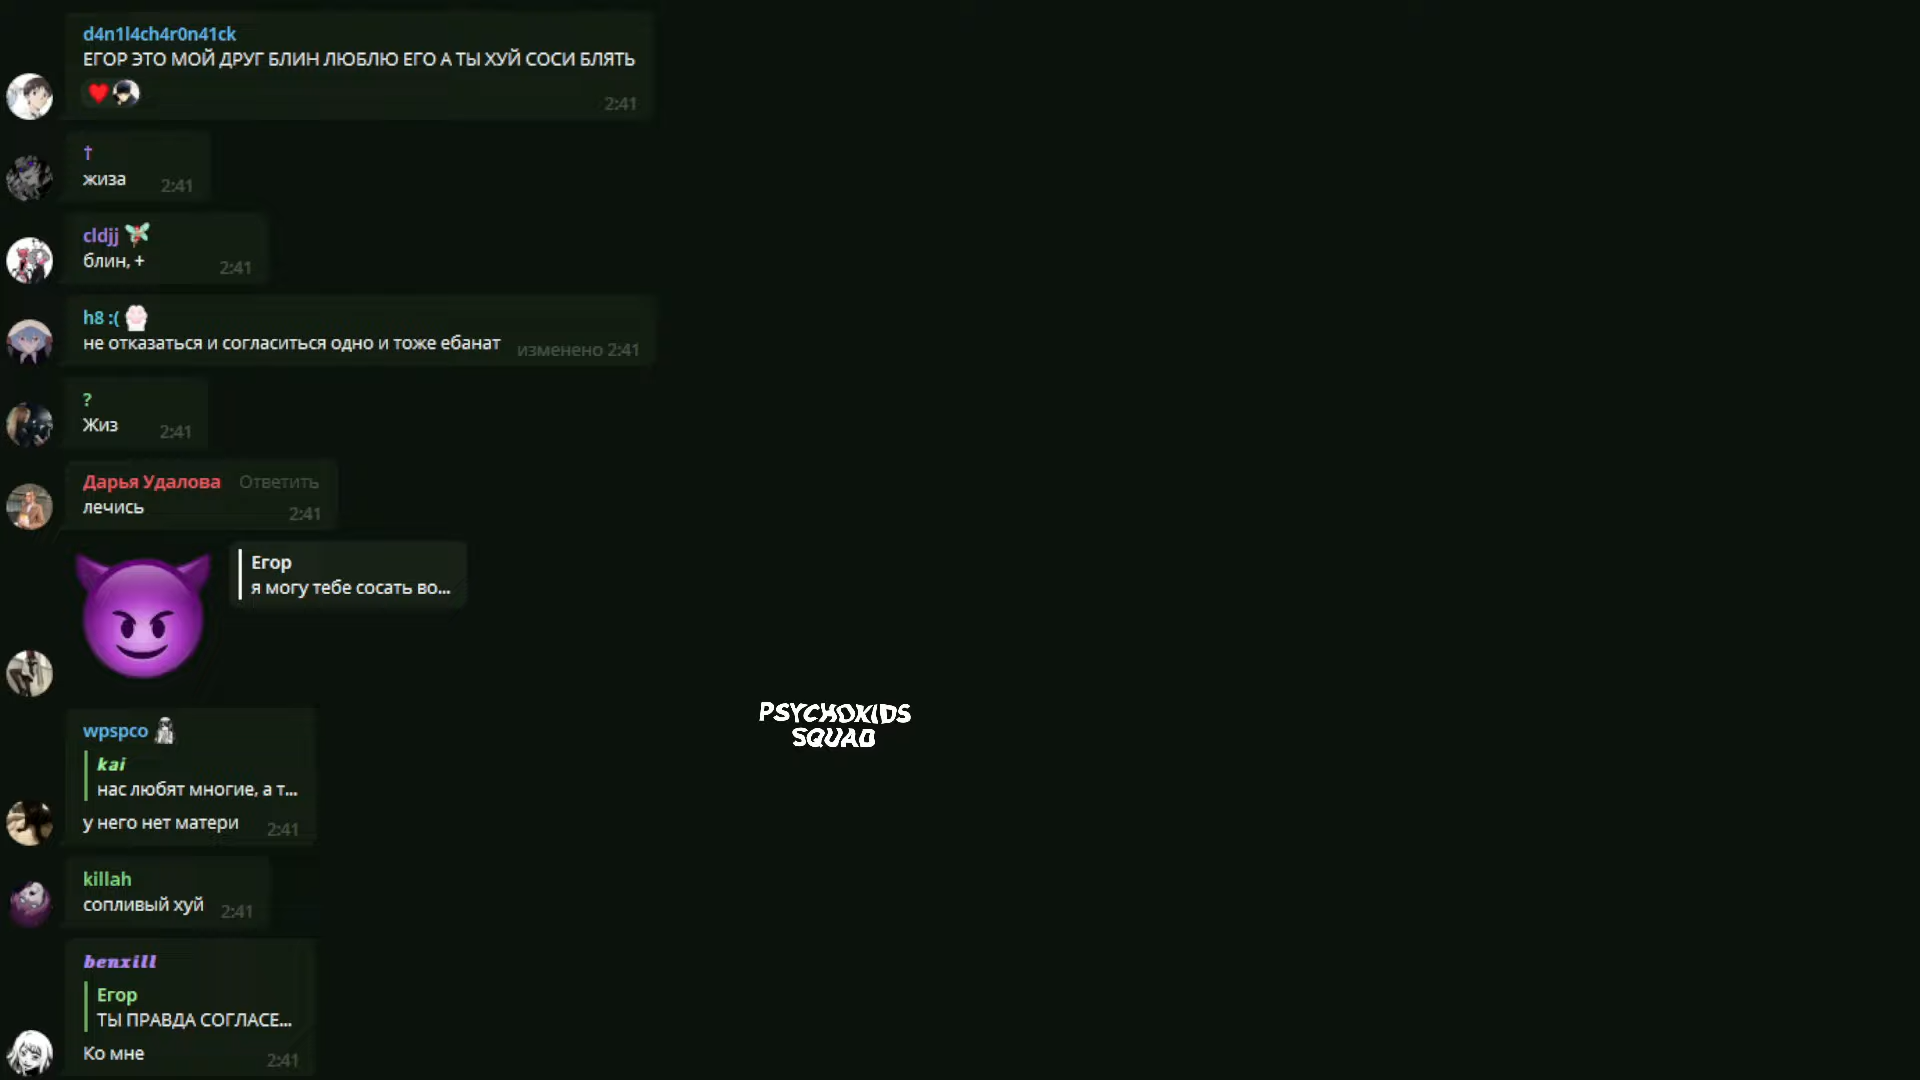 d4n1l4ch4r0n41ck
ЕГОР ЭТО МОЙ ДРУГ БЛИН ЛЮБЛЮ ЕГО А ТЫ ХУЙ СОСИ БЛЯТЬ
2:41
†
жиза 2:41
cldjj
блин, + 2:41
h8 :(
не отказаться и согласиться одно и тоже ебанат изменено 2:41
?
Жиз 2:41
Дарья Удалова Ответить
лечись 2:41
Егор
я могу тебе сосать во...
PSYCHOKIDS
SQUAD
wpspco
kai
нас любят многие, а т...
у него нет матери 2:41
killah
сопливый хуй 2:41
benxill
Егор
ТЫ ПРАВДА СОГЛАСЕ...
Ко мне 2:41